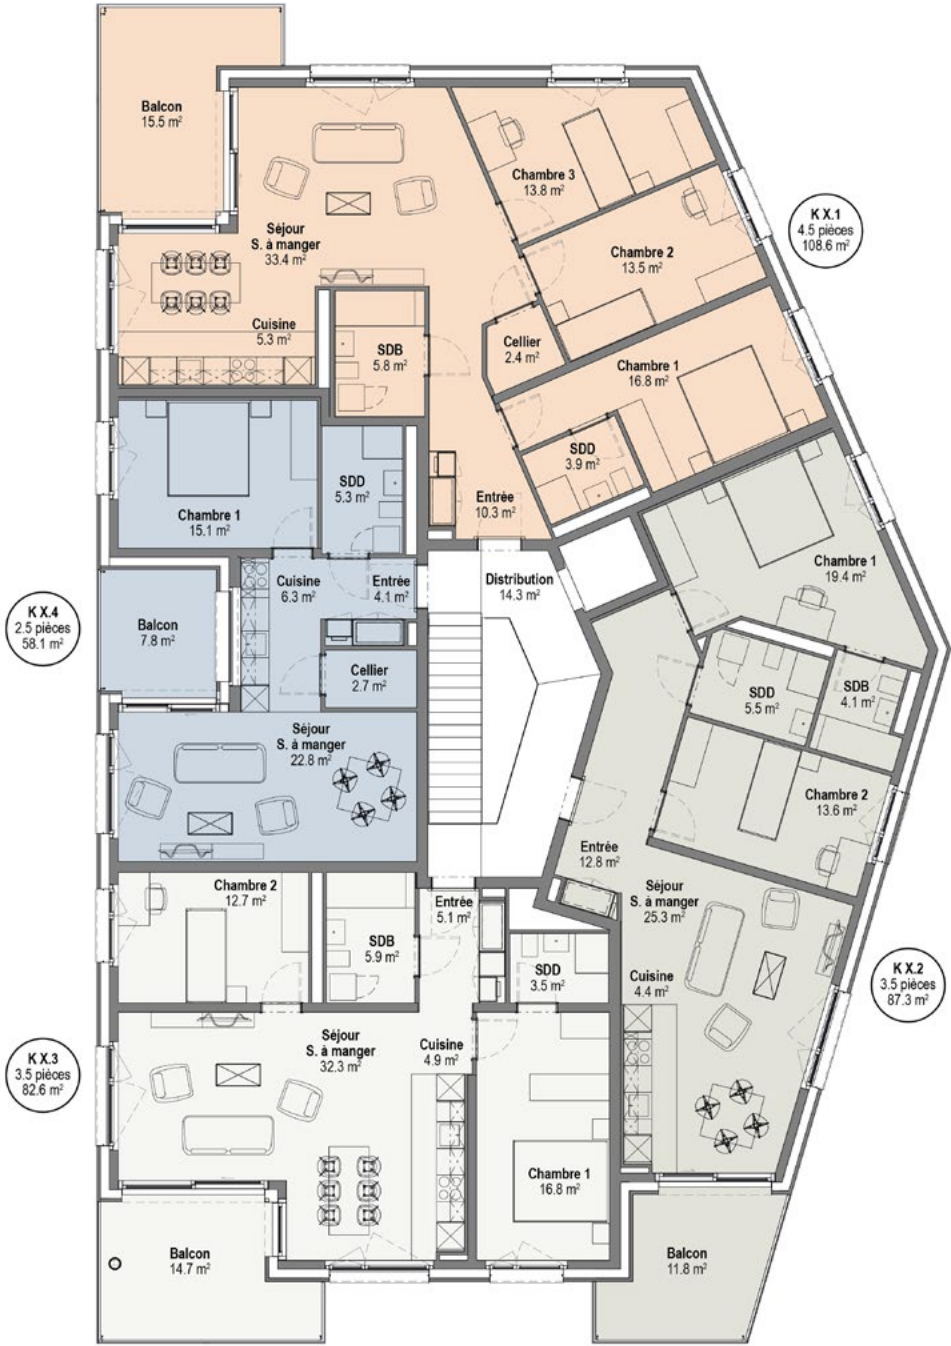 Balcon
15.5 m²
Séjour
S. à manger
33.4 m²
Cuisine
5.3 m²
SDB
5.8 m²
Chambre 3
13.8 m²
Chambre 2
13.5 m²
Cellier
2.4 m²
Chambre 1
16.8 m²
SDD
3.9 m²
Entrée
10.3 m²
K X.1
4.5 pièces
108.6 m²
Chambre 1
15.1 m²
SDD
5.3 m²
Cuisine
6.3 m²
Entrée
4.1 m²
Balcon
7.8 m²
Cellier
2.7 m²
Séjour
S. à manger
22.8 m²
K X.4
2.5 pièces
58.1 m²
Distribution
14.3 m²
Chambre 1
19.4 m²
SDD
5.5 m²
SDB
4.1 m²
Chambre 2
13.6 m²
Entrée
12.8 m²
Séjour
S. à manger
25.3 m²
Cuisine
4.4 m²
Balcon
11.8 m²
K X.2
3.5 pièces
87.3 m²
Chambre 2
12.7 m²
SDB
5.9 m²
Entrée
5.1 m²
SDD
3.5 m²
Séjour
S. à manger
32.3 m²
Cuisine
4.9 m²
Chambre 1
16.8 m²
Balcon
14.7 m²
K X.3
3.5 pièces
82.6 m²